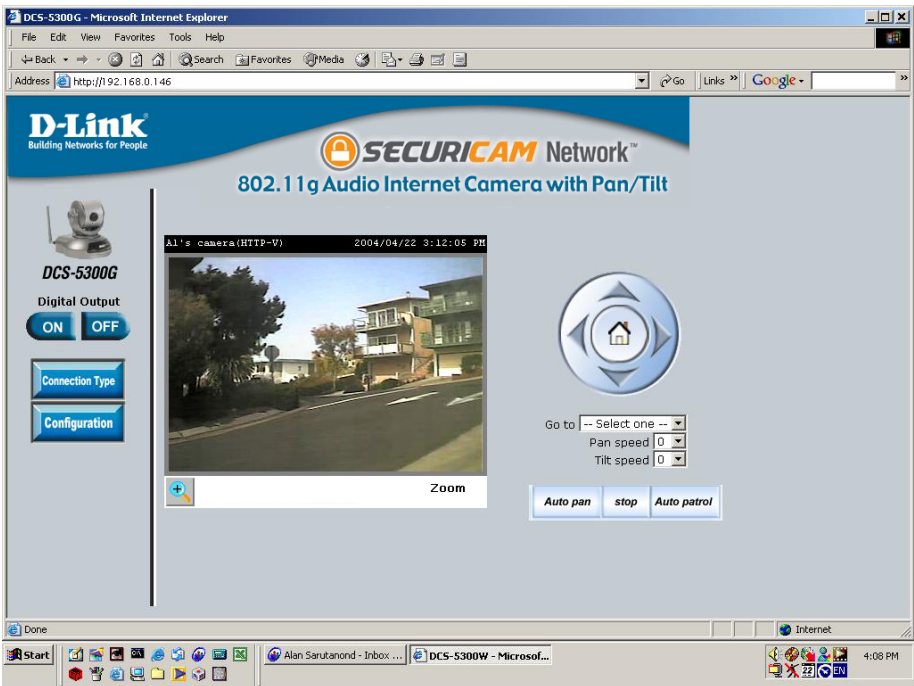 DCS-5300G - Microsoft Internet Explorer
File Edit View Favorites Tools Help
Back Search Favorites Media
Address http://192.168.0.146 Go Links » Google »
D-Link
Building Networks for People
SECURICAM Network™
802.11g Audio Internet Camera with Pan/Tilt
DCS-5300G
Digital Output
ON OFF
Connection Type
Configuration
Al's camera(HTTP-V) 2004/04/22 3:12:05 PM
Zoom
Go to -- Select one --
Pan speed 0
Tilt speed 0
Auto pan stop Auto patrol
Done Internet
Start Alan Sarutanond - Inbox ... DCS-5300W - Microsof... 22 EN 4:08 PM